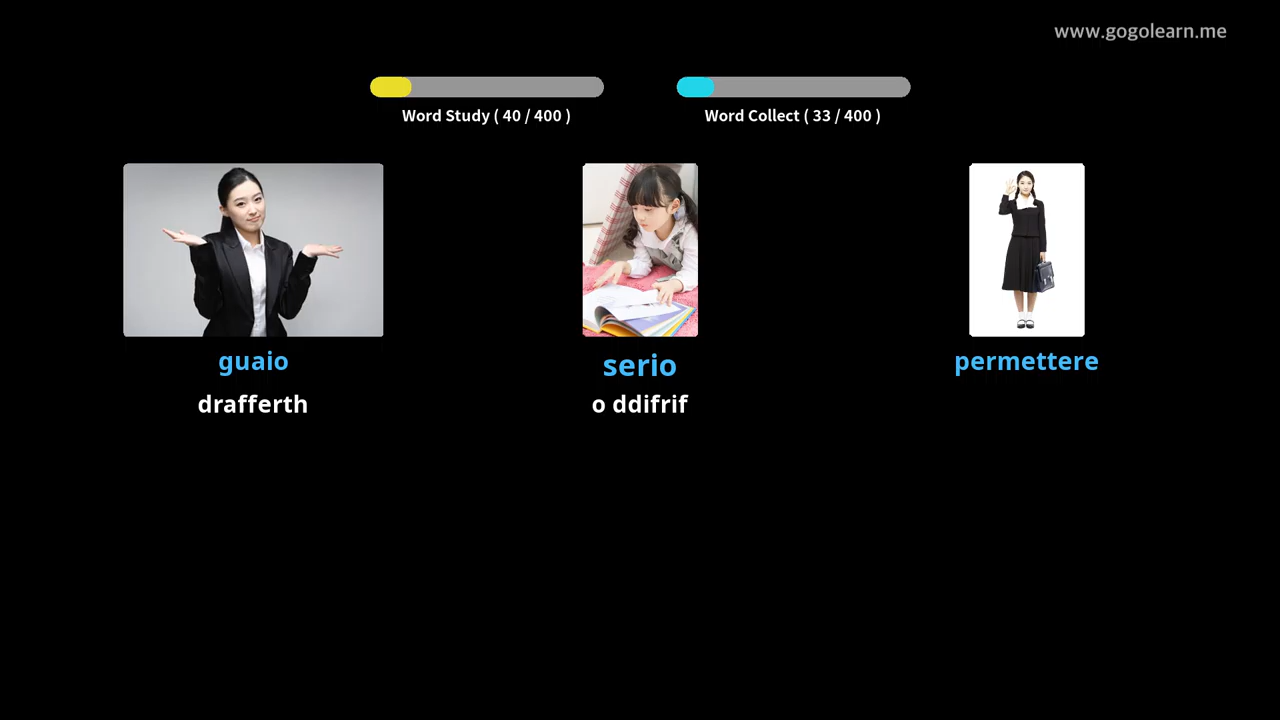 www.gogolearn.me
Word Study ( 40 / 400 )
Word Collect ( 33 / 400 )
guaio
serio
permettere
drafferth
o ddifrif